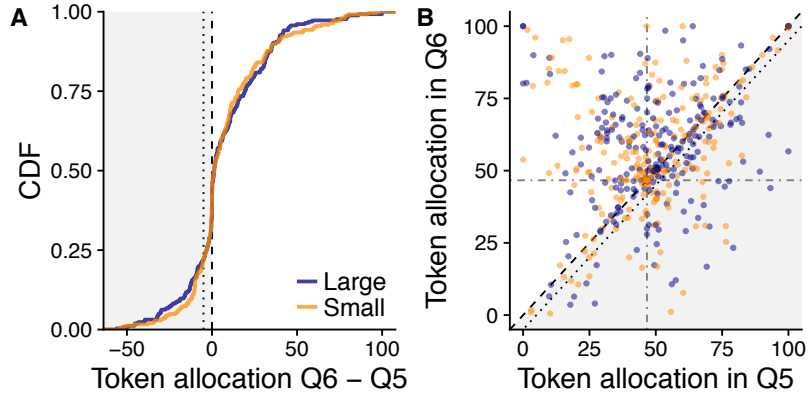 A
CDF
1.00
0.75
0.50
0.25
0.00
Large
Small
−50
0
50
100
Token allocation Q6 − Q5
B
Token allocation in Q6
100
75
50
25
0
0
25
50
75
100
Token allocation in Q5